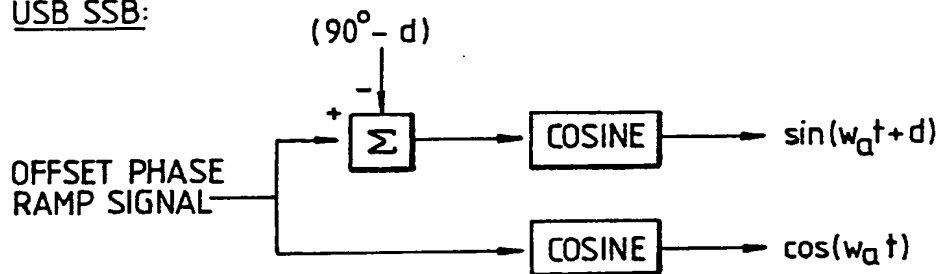 USB SSB:
(90° - d)
-
+
Σ
COSINE
sin(wat+d)
OFFSET PHASE
RAMP SIGNAL
COSINE
cos(wat)